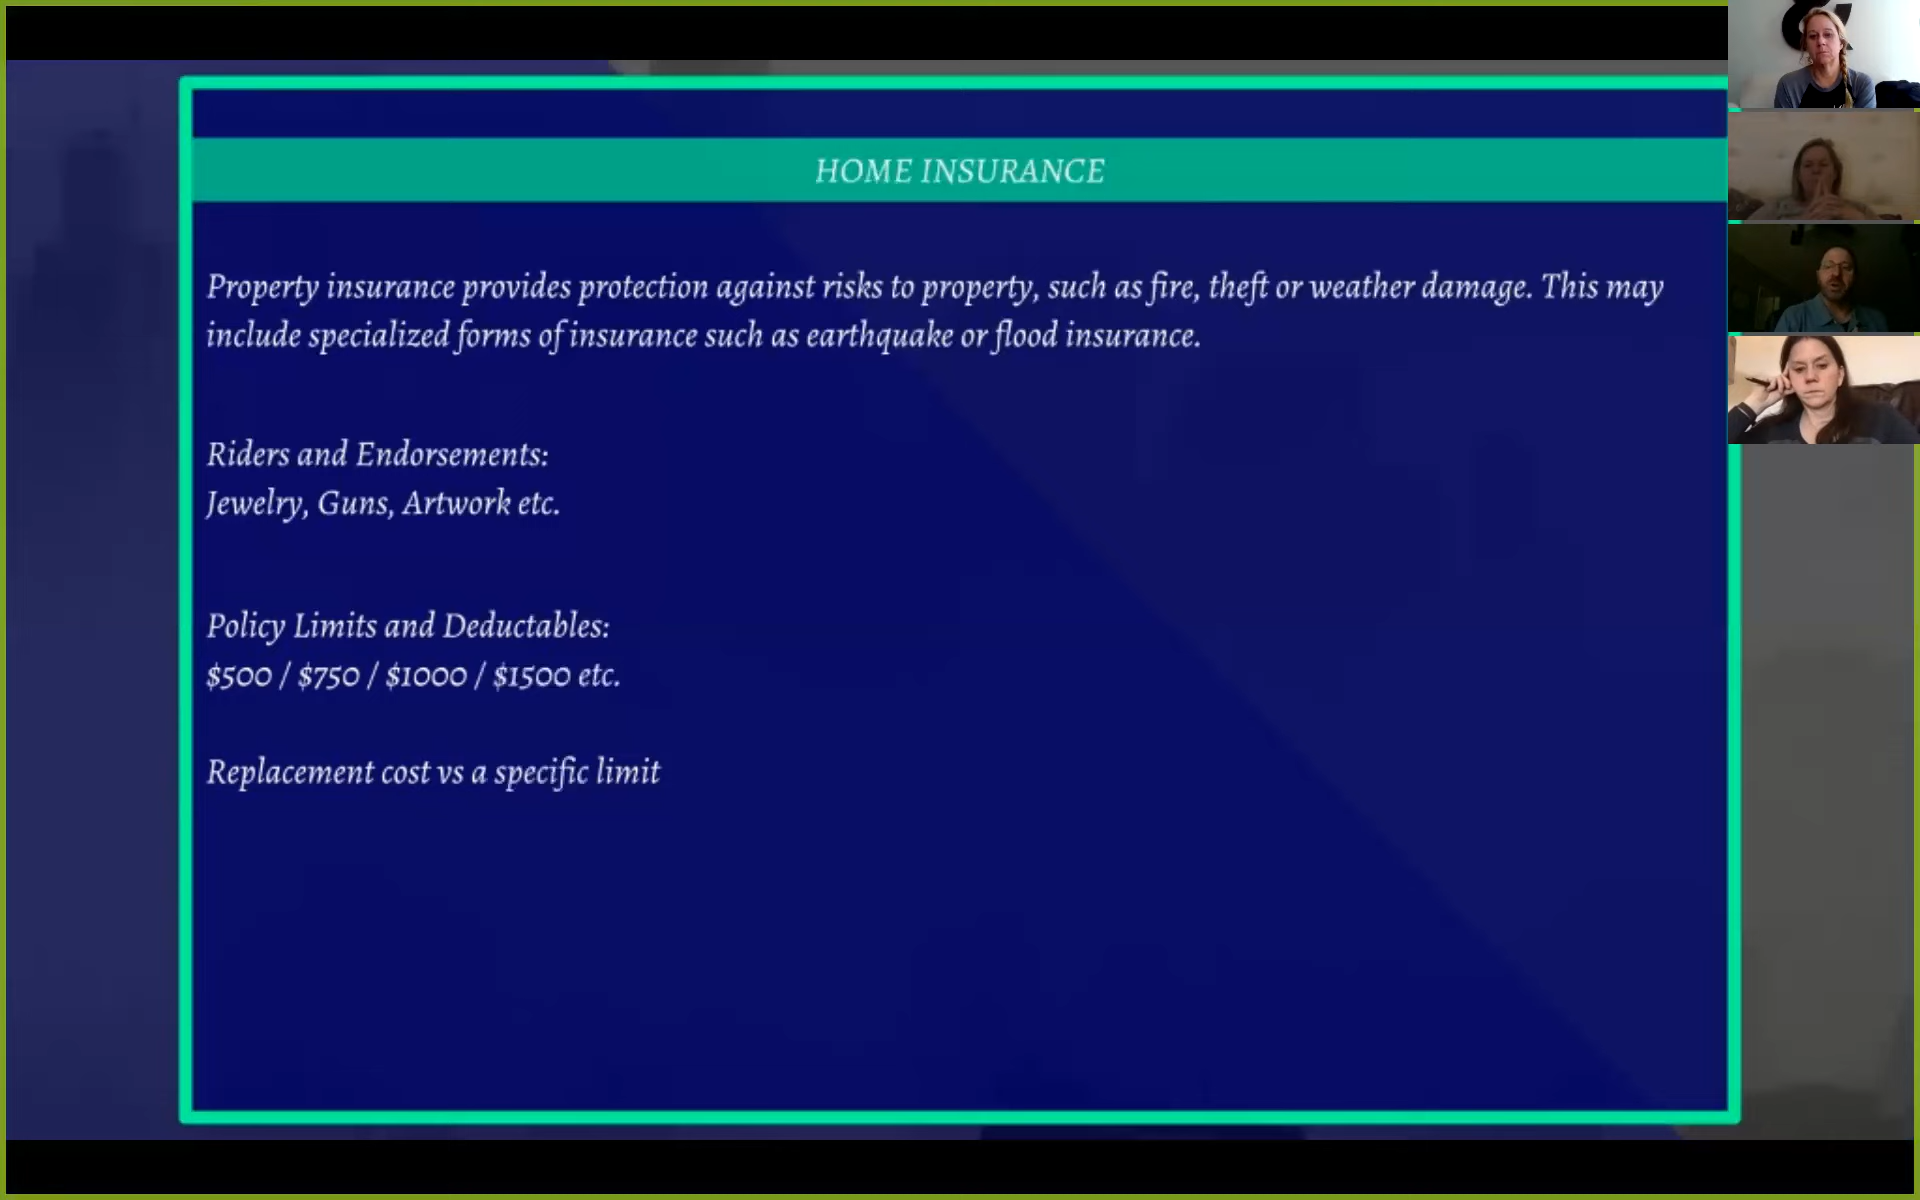 HOME INSURANCE
Property insurance provides protection against risks to property, such as fire, theft or weather damage. This may
include specialized forms of insurance such as earthquake or flood insurance.
Riders and Endorsements:
Jewelry, Guns, Artwork etc.
Policy Limits and Deductables:
$500 / $750 / $1000 / $1500 etc.
Replacement cost vs a specific limit